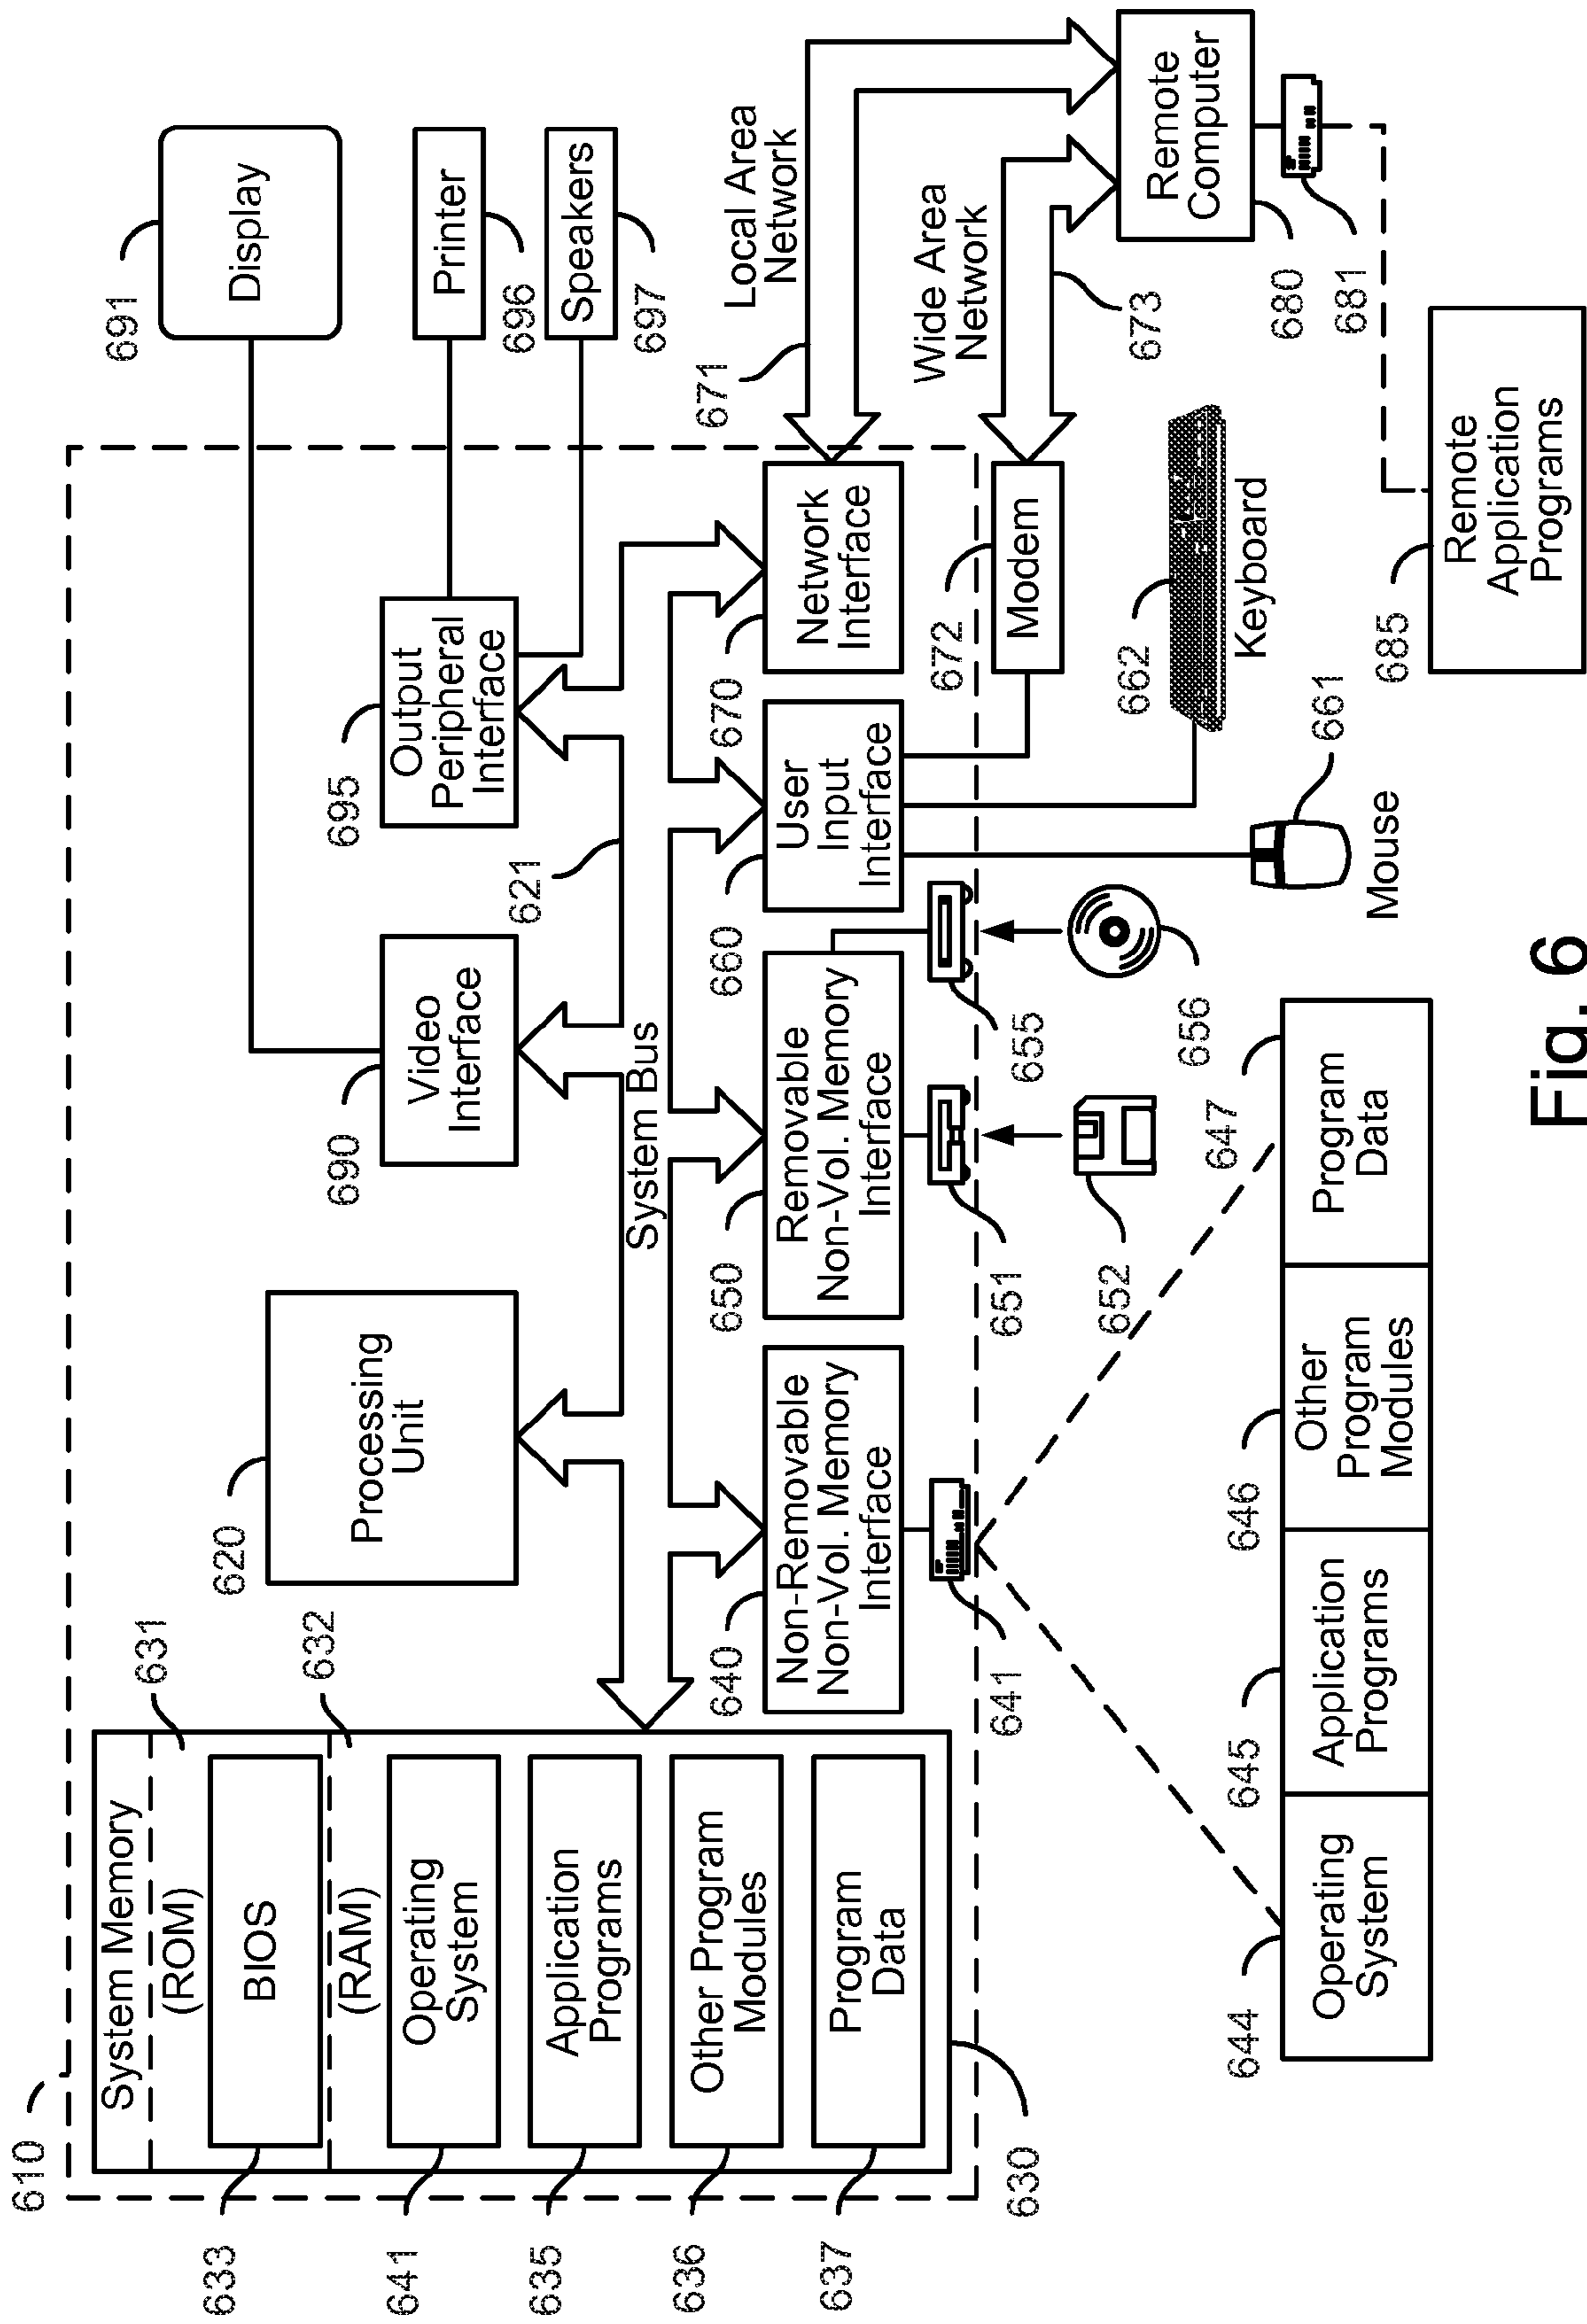 610
System Memory
(ROM)
631
BIOS
633
(RAM)
632
Operating
System
641
Application
Programs
635
Other Program
Modules
636
Program
Data
637
630
620
Processing
Unit
690
Video
Interface
695
Output
Peripheral
Interface
691
Display
Printer
696
Speakers
697
System Bus
621
640
Non-Removable
Non-Vol. Memory
Interface
641
650
Removable
Non-Vol. Memory
Interface
651
652
655
656
660
User
Input
Interface
670
Network
Interface
671
Local Area
Network
Wide Area
Network
673
672
Modem
662
Keyboard
661
Mouse
Remote
Computer
680
681
685
Remote
Application
Programs
644
Operating
System
645
Application
Programs
646
Other
Program
Modules
647
Program
Data
Fig. 6